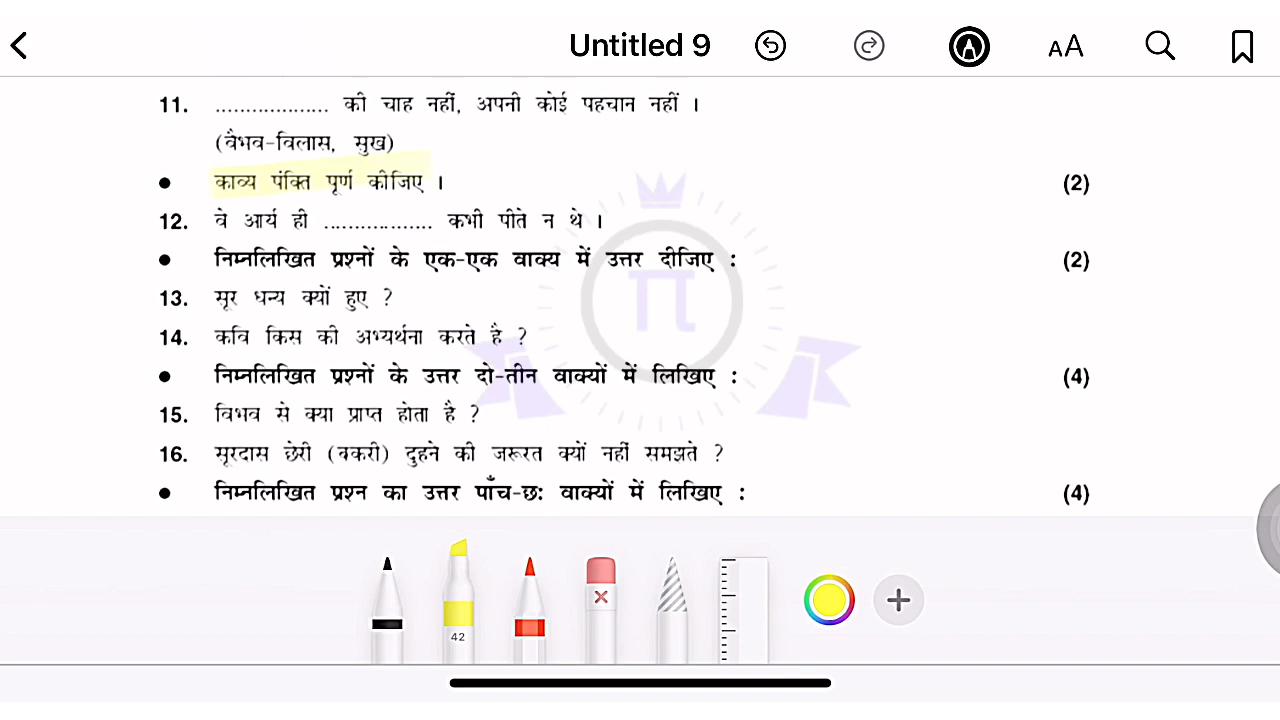 Untitled 9
AA
11. ................... की चाह नहीं, अपनी कोई पहचान नहीं ।
(वैभव-विलास, सुख)
● काव्य पंक्ति पूर्ण कीजिए । (2)
12. वे आर्य ही .................. कभी पीते न थे ।
● निम्नलिखित प्रश्नों के एक-एक वाक्य में उत्तर दीजिए : (2)
13. सूर धन्य क्यों हुए ?
14. कवि किस की अभ्यर्थना करते है ?
● निम्नलिखित प्रश्नों के उत्तर दो-तीन वाक्यों में लिखिए : (4)
15. विभव से क्या प्राप्त होता है ?
16. सूरदास छेरी (बकरी) दुहने की जरूरत क्यों नहीं समझते ?
● निम्नलिखित प्रश्न का उत्तर पाँच-छः वाक्यों में लिखिए : (4)
π
42